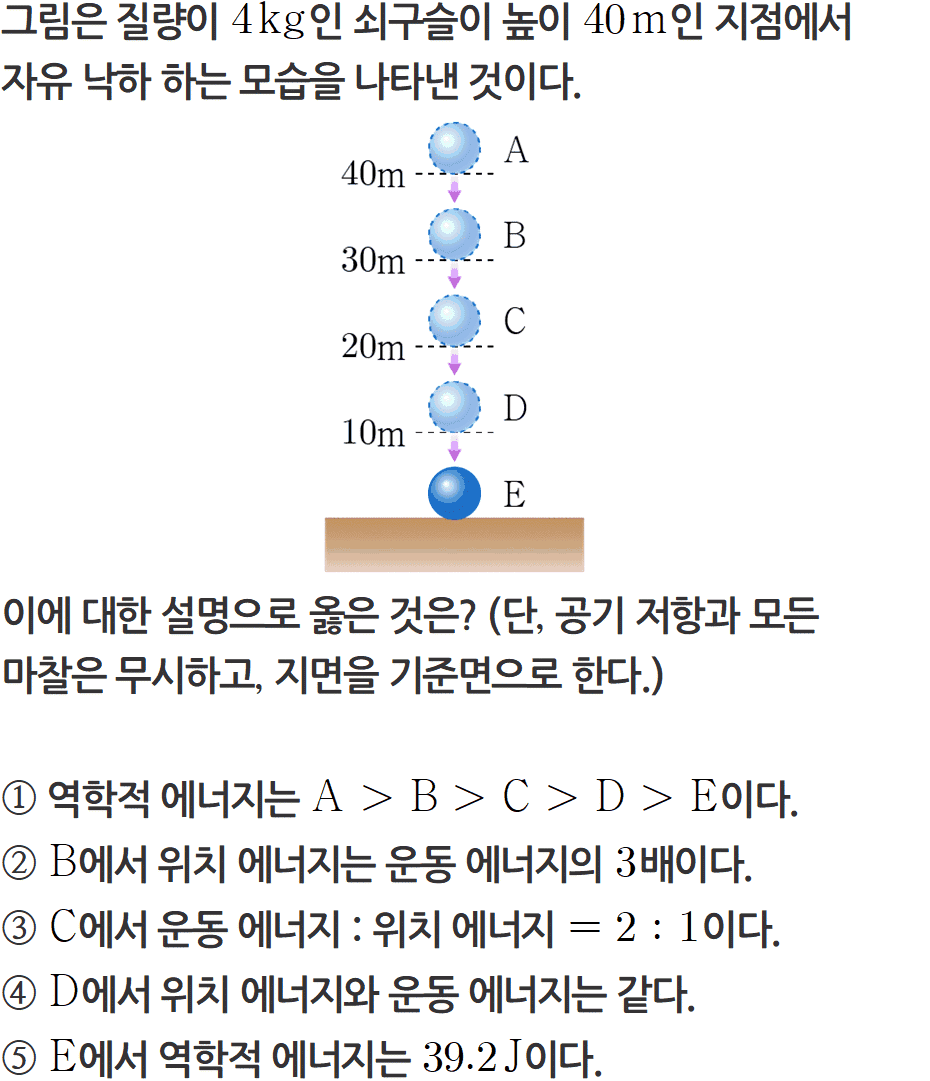 그림은 질량이 4 kg인 쇠구슬이 높이 40 m인 지점에서
자유 낙하 하는 모습을 나타낸 것이다.
A
40m
B
30m
C
20m
D
10m
E
이에 대한 설명으로 옳은 것은? (단, 공기 저항과 모든
마찰은 무시하고, 지면을 기준면으로 한다.)
① 역학적 에너지는 A > B > C > D > E이다.
② B에서 위치 에너지는 운동 에너지의 3배이다.
③ C에서 운동 에너지 : 위치 에너지 = 2 : 1이다.
④ D에서 위치 에너지와 운동 에너지는 같다.
⑤ E에서 역학적 에너지는 39.2 J이다.